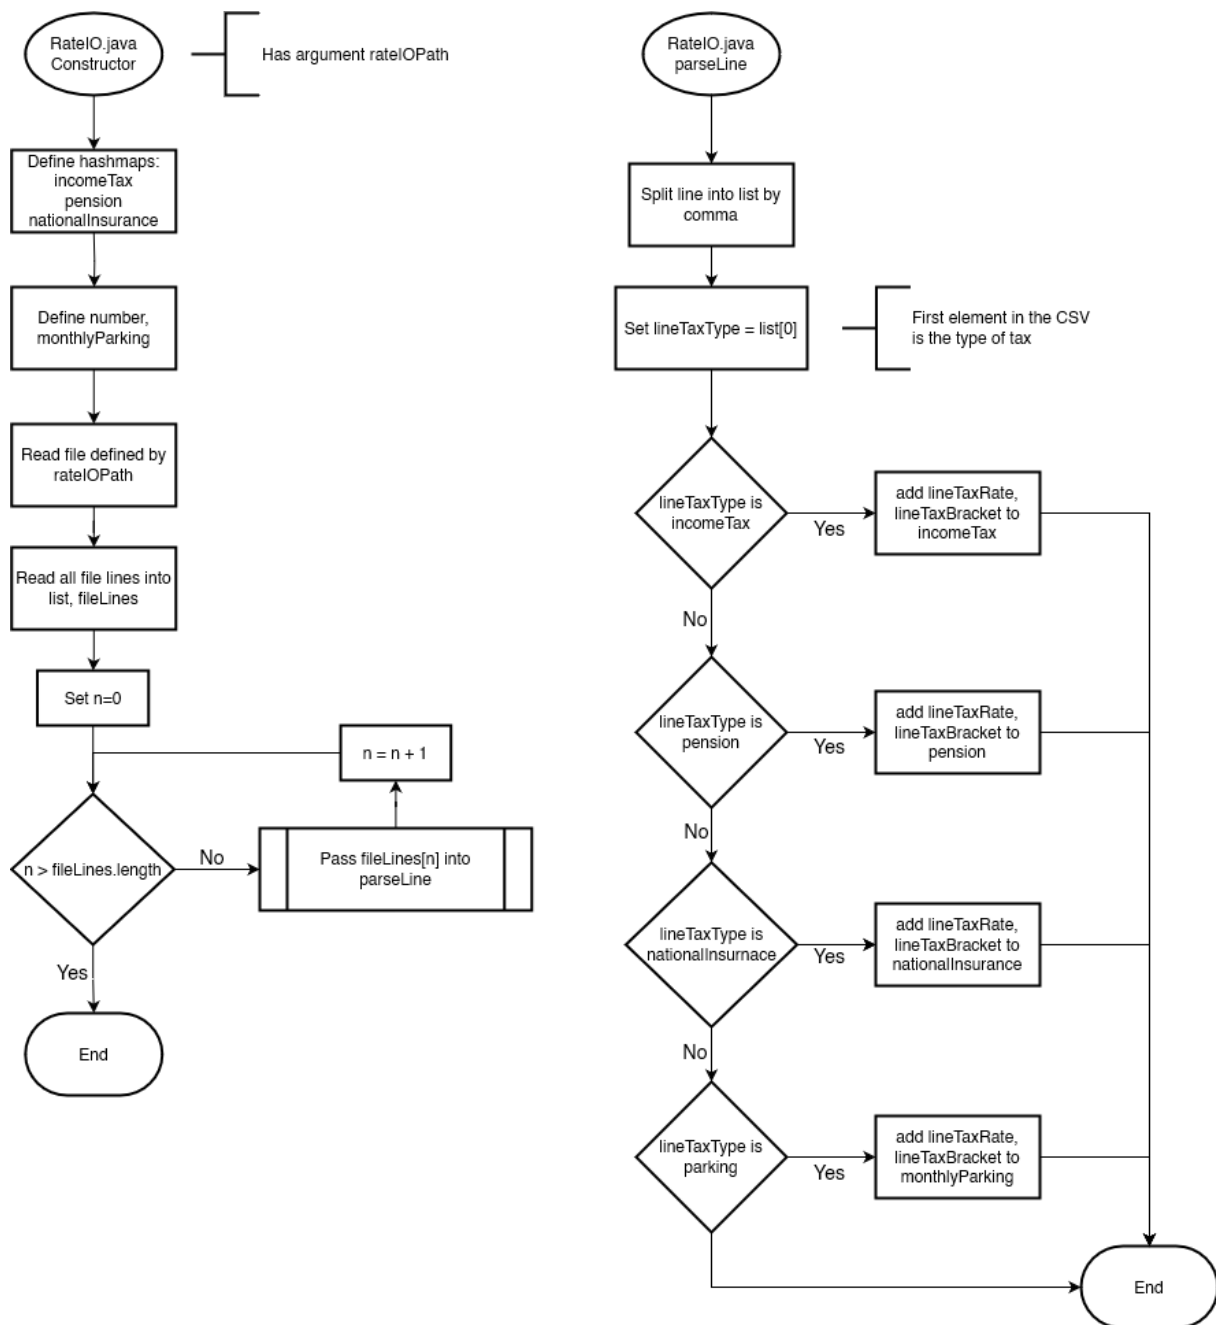 RateIO.java
Constructor
Has argument rateIOPath
Define hashmaps:
incomeTax
pension
nationalInsurance
Define number,
monthlyParking
Read file defined by
rateIOPath
Read all file lines into
list, fileLines
Set n=0
n = n + 1
n > fileLines.length
No
Pass fileLines[n] into
parseLine
Yes
End
RateIO.java
parseLine
Split line into list by
comma
Set lineTaxType = list[0]
First element in the CSV
is the type of tax
lineTaxType is
incomeTax
Yes
add lineTaxRate,
lineTaxBracket to
incomeTax
No
lineTaxType is
pension
Yes
add lineTaxRate,
lineTaxBracket to
pension
No
lineTaxType is
nationalInsurnace
Yes
add lineTaxRate,
lineTaxBracket to
nationalInsurance
No
lineTaxType is
parking
Yes
add lineTaxRate,
lineTaxBracket to
monthlyParking
End